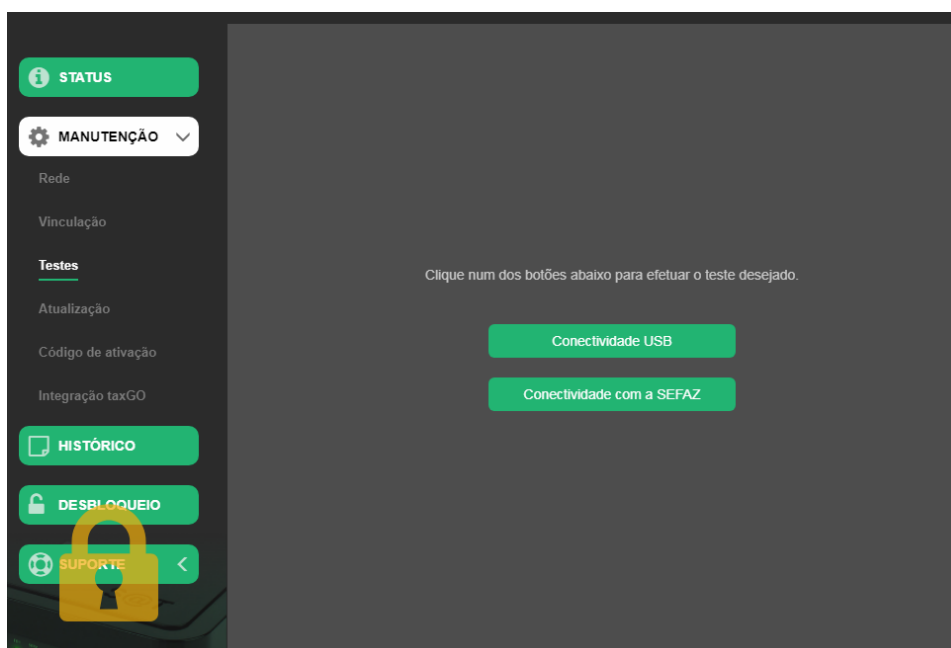 STATUS
MANUTENÇÃO
Rede
Vinculação
Testes
Atualização
Código de ativação
Integração taxGO
HISTÓRICO
DESBLOQUEIO
SUPORTE
Clique num dos botões abaixo para efetuar o teste desejado.
Conectividade USB
Conectividade com a SEFAZ